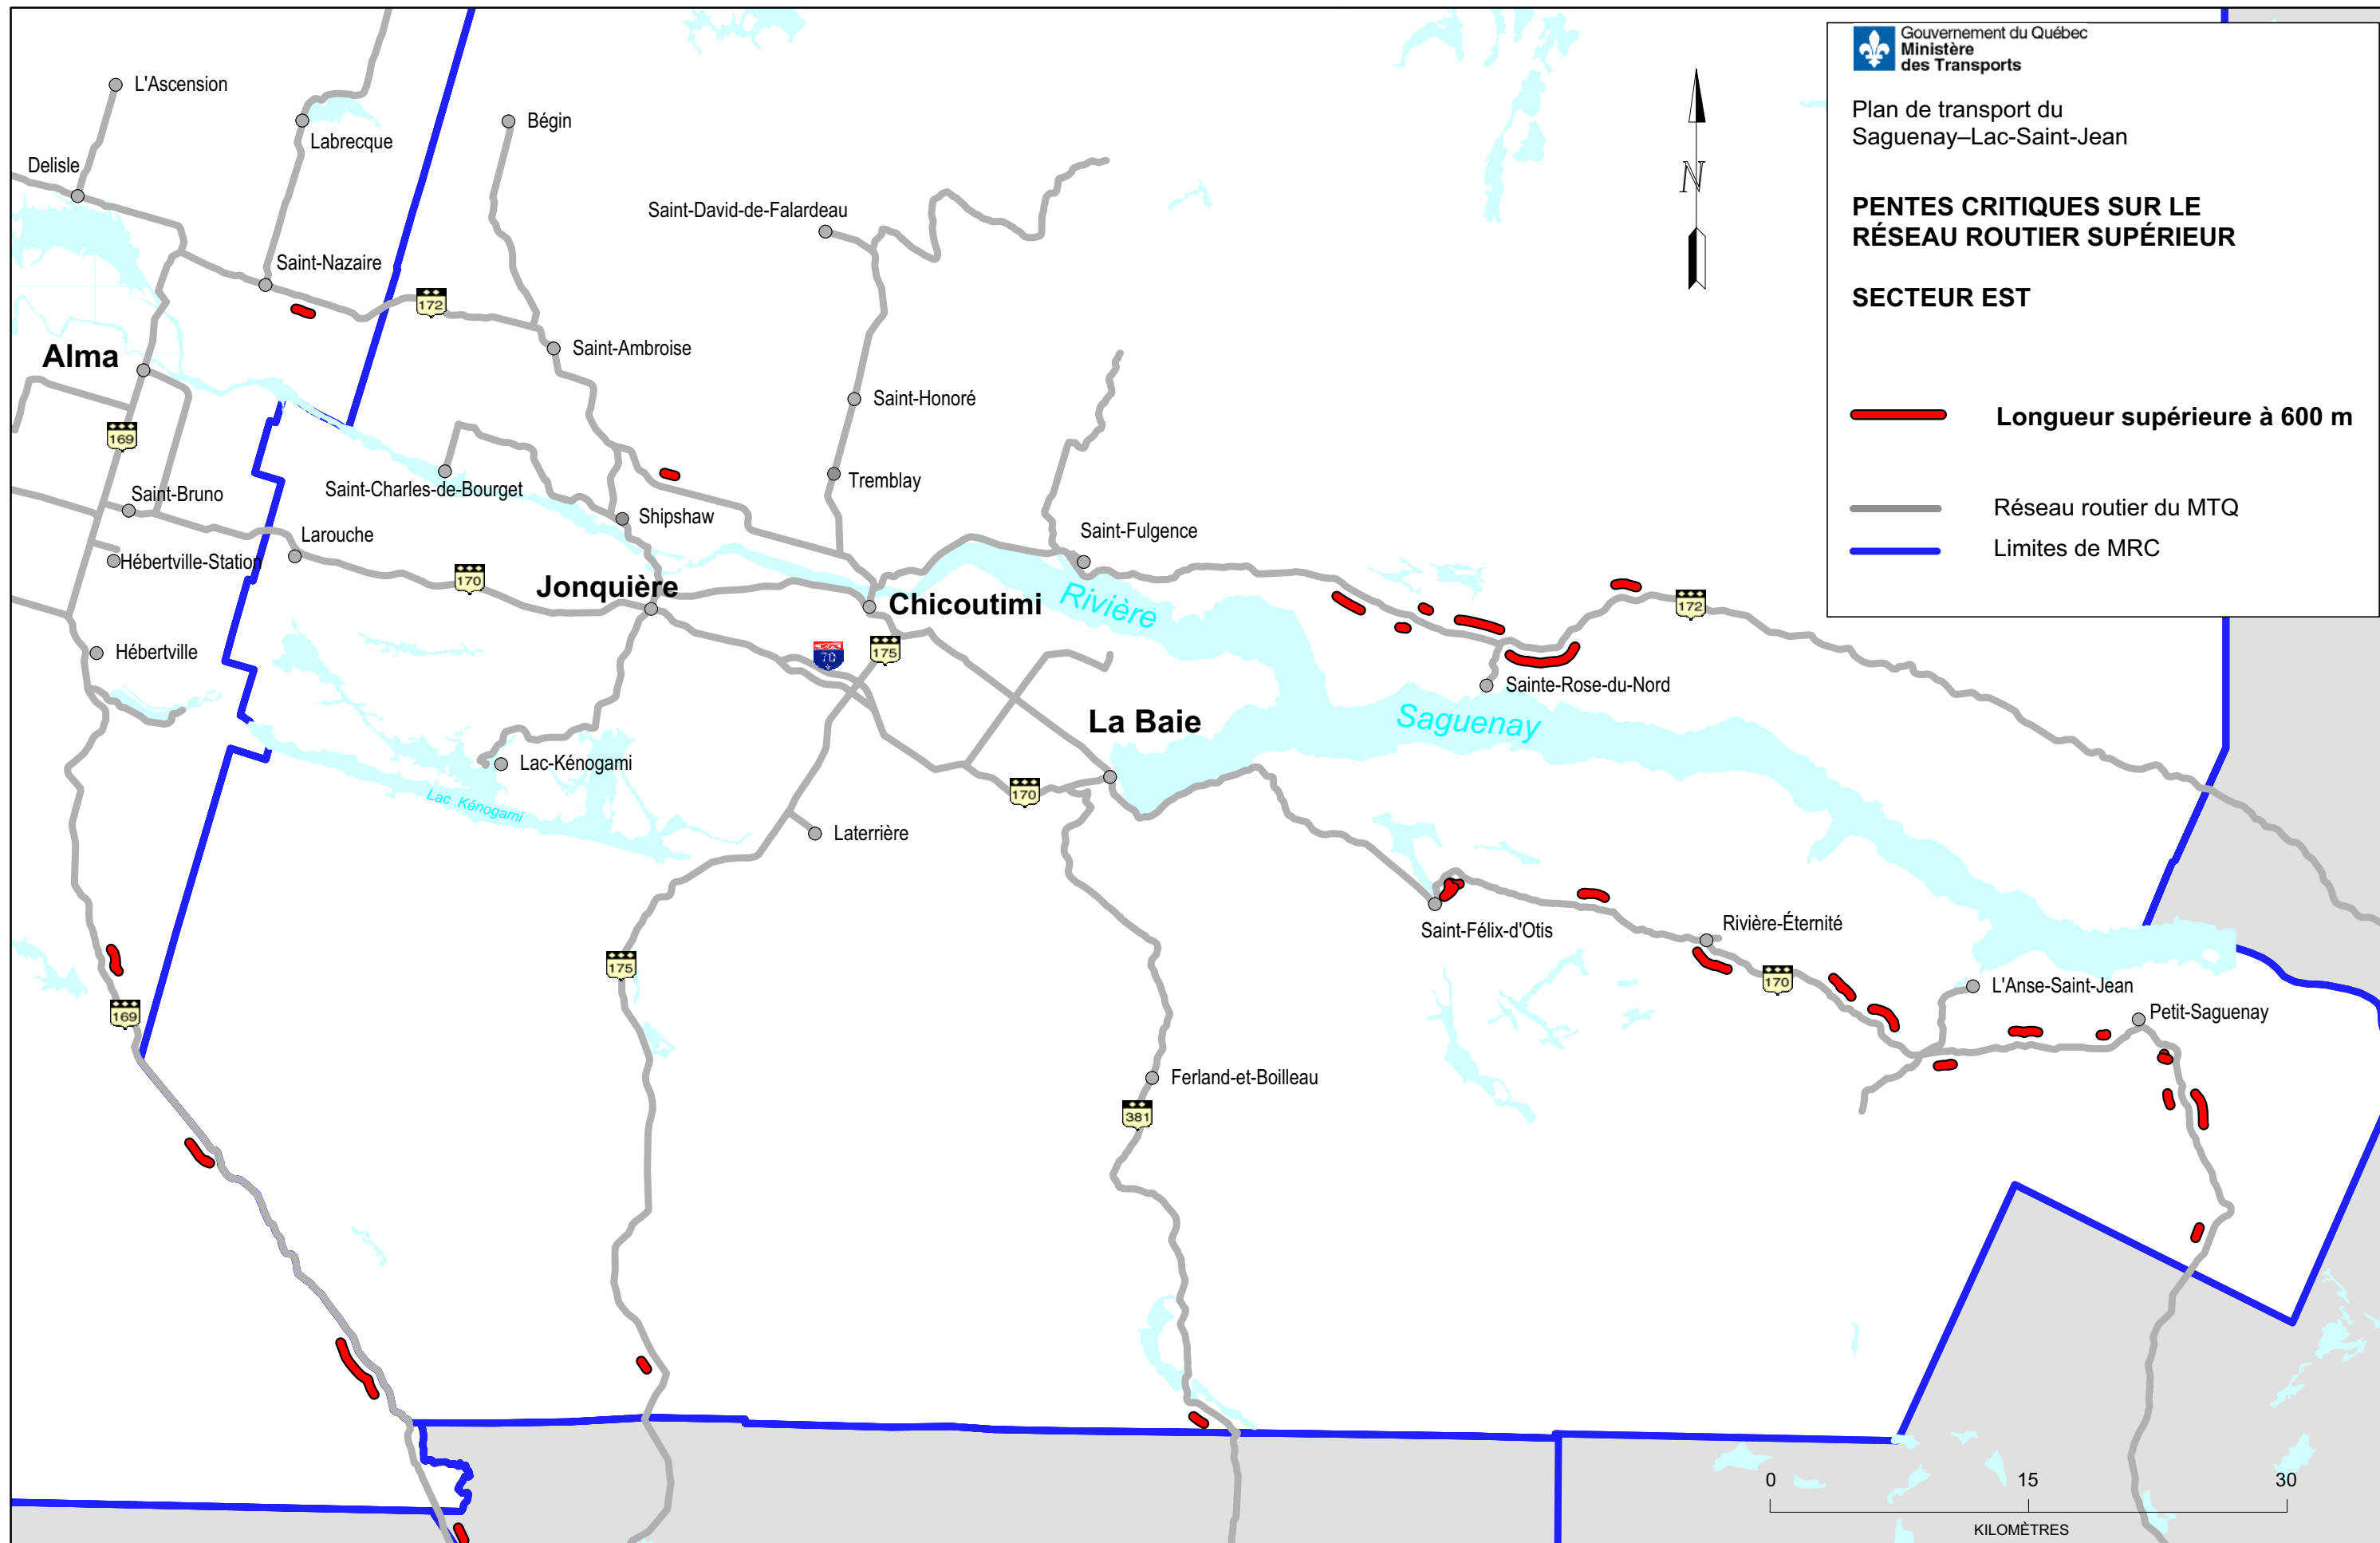 Gouvernement du Québec
Ministère
des Transports
Plan de transport du
Saguenay–Lac-Saint-Jean
PENTES CRITIQUES SUR LE
RÉSEAU ROUTIER SUPÉRIEUR
SECTEUR EST
Longueur supérieure à 600 m
Réseau routier du MTQ
Limites de MRC
N
L'Ascension
Labrecque
Bégin
Delisle
Saint-David-de-Falardeau
Saint-Nazaire
172
Saint-Ambroise
Alma
Saint-Honoré
169
Tremblay
Saint-Bruno
Saint-Charles-de-Bourget
Shipshaw
Larouche
Saint-Fulgence
Hébertville-Station
170
Jonquière
Chicoutimi
Rivière
172
Hébertville
70
175
Sainte-Rose-du-Nord
La Baie
Saguenay
Lac-Kénogami
Lac Kénogami
170
Laterrière
Saint-Félix-d'Otis
Rivière-Éternité
175
170
L'Anse-Saint-Jean
169
Petit-Saguenay
Ferland-et-Boilleau
381
0 15 30
KILOMÈTRES